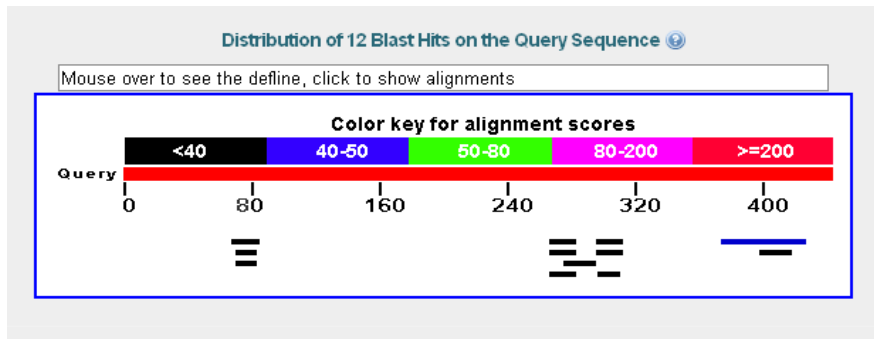 Distribution of 12 Blast Hits on the Query Sequence ?
Mouse over to see the defline, click to show alignments
Color key for alignment scores
<40 40-50 50-80 80-200 >=200
Query
0 80 160 240 320 400